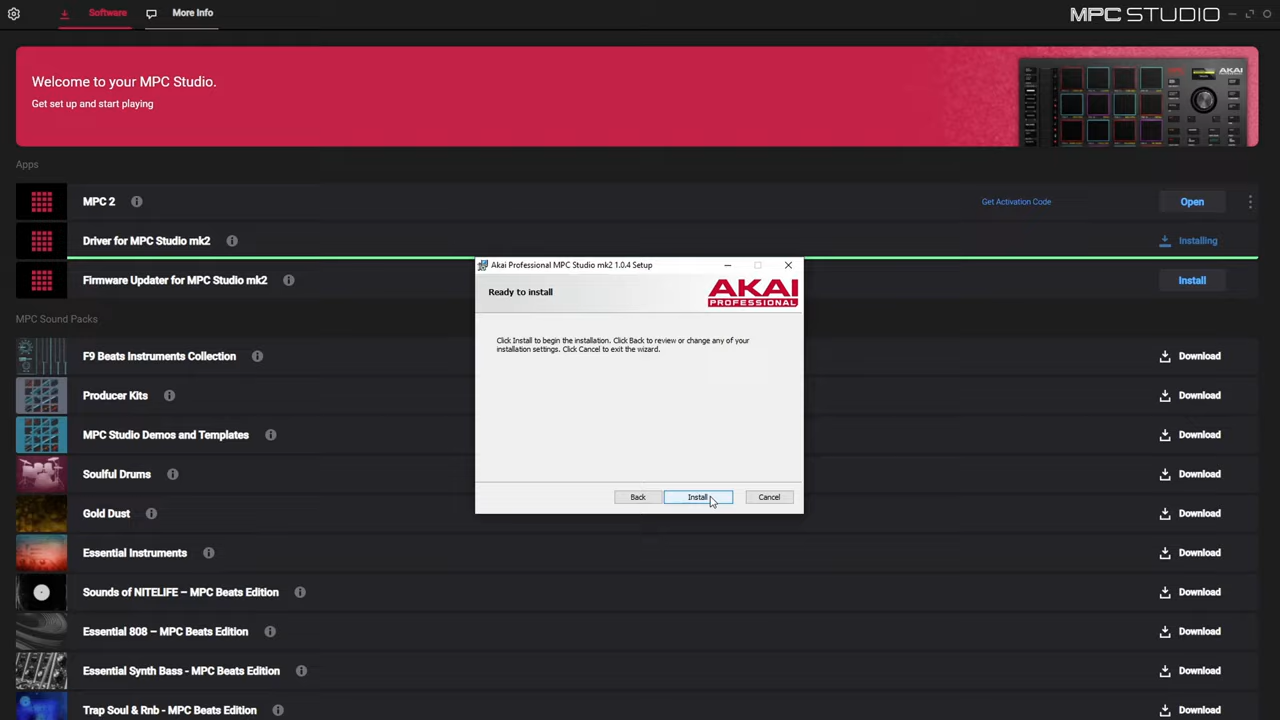 Software
More Info
MPC STUDIO
Welcome to your MPC Studio.
Get set up and start playing
AKAI
Apps
MPC 2
Get Activation Code
Open
Driver for MPC Studio mk2
Installing
Firmware Updater for MPC Studio mk2
Install
Akai Professional MPC Studio mk2 1.0.4 Setup
Ready to install
AKAI
PROFESSIONAL
Click Install to begin the installation. Click Back to review or change any of your
installation settings. Click Cancel to exit the wizard.
Back
Install
Cancel
MPC Sound Packs
F9 Beats Instruments Collection
Download
Producer Kits
Download
MPC Studio Demos and Templates
Download
Soulful Drums
Download
Gold Dust
Download
Essential Instruments
Download
Sounds of NITELIFE – MPC Beats Edition
Download
Essential 808 – MPC Beats Edition
Download
Essential Synth Bass - MPC Beats Edition
Download
Trap Soul & Rnb - MPC Beats Edition
Download